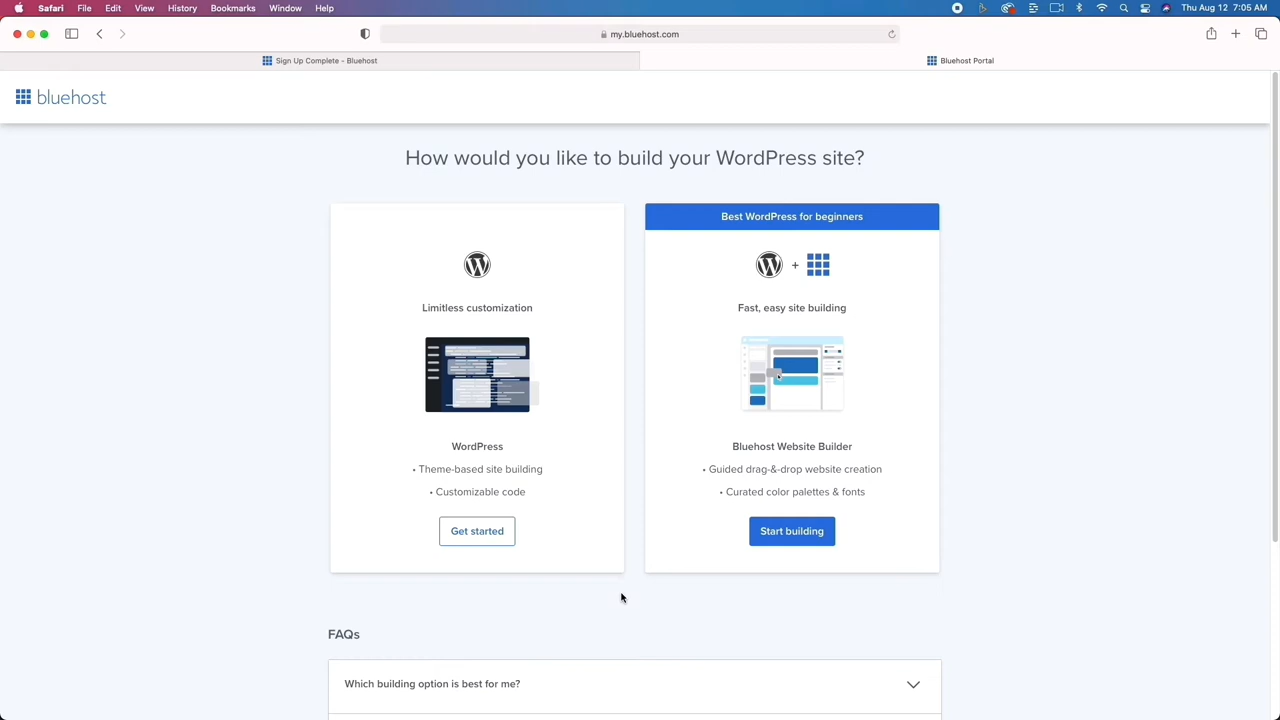 Safari File Edit View History Bookmarks Window Help
Thu Aug 12 7:05 AM
my.bluehost.com
Sign Up Complete - Bluehost
Bluehost Portal
bluehost
How would you like to build your WordPress site?
Best WordPress for beginners
+
Limitless customization
Fast, easy site building
WordPress
• Theme-based site building
• Customizable code
Get started
Bluehost Website Builder
• Guided drag-&-drop website creation
• Curated color palettes & fonts
Start building
FAQs
Which building option is best for me?